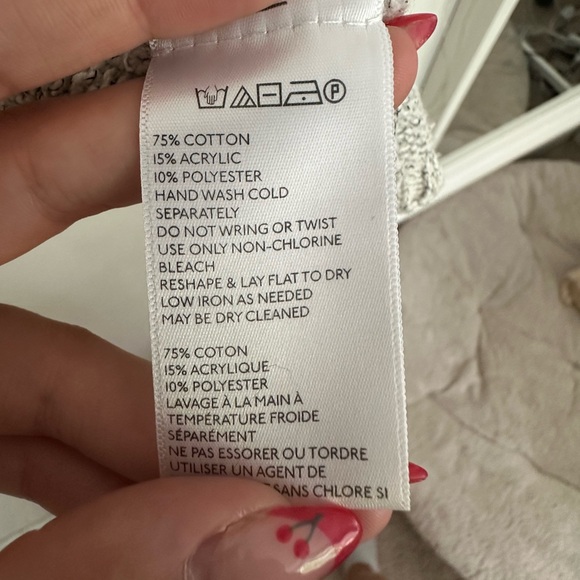 P
75% COTTON
15% ACRYLIC
10% POLYESTER
HAND WASH COLD
SEPARATELY
DO NOT WRING OR TWIST
USE ONLY NON-CHLORINE
BLEACH
RESHAPE & LAY FLAT TO DRY
LOW IRON AS NEEDED
MAY BE DRY CLEANED
75% COTON
15% ACRYLIQUE
10% POLYESTER
LAVAGE À LA MAIN À
TEMPÉRATURE FROIDE
SÉPARÉMENT
NE PAS ESSORER OU TORDRE
UTILISER UN AGENT DE
SANS CHLORE SI